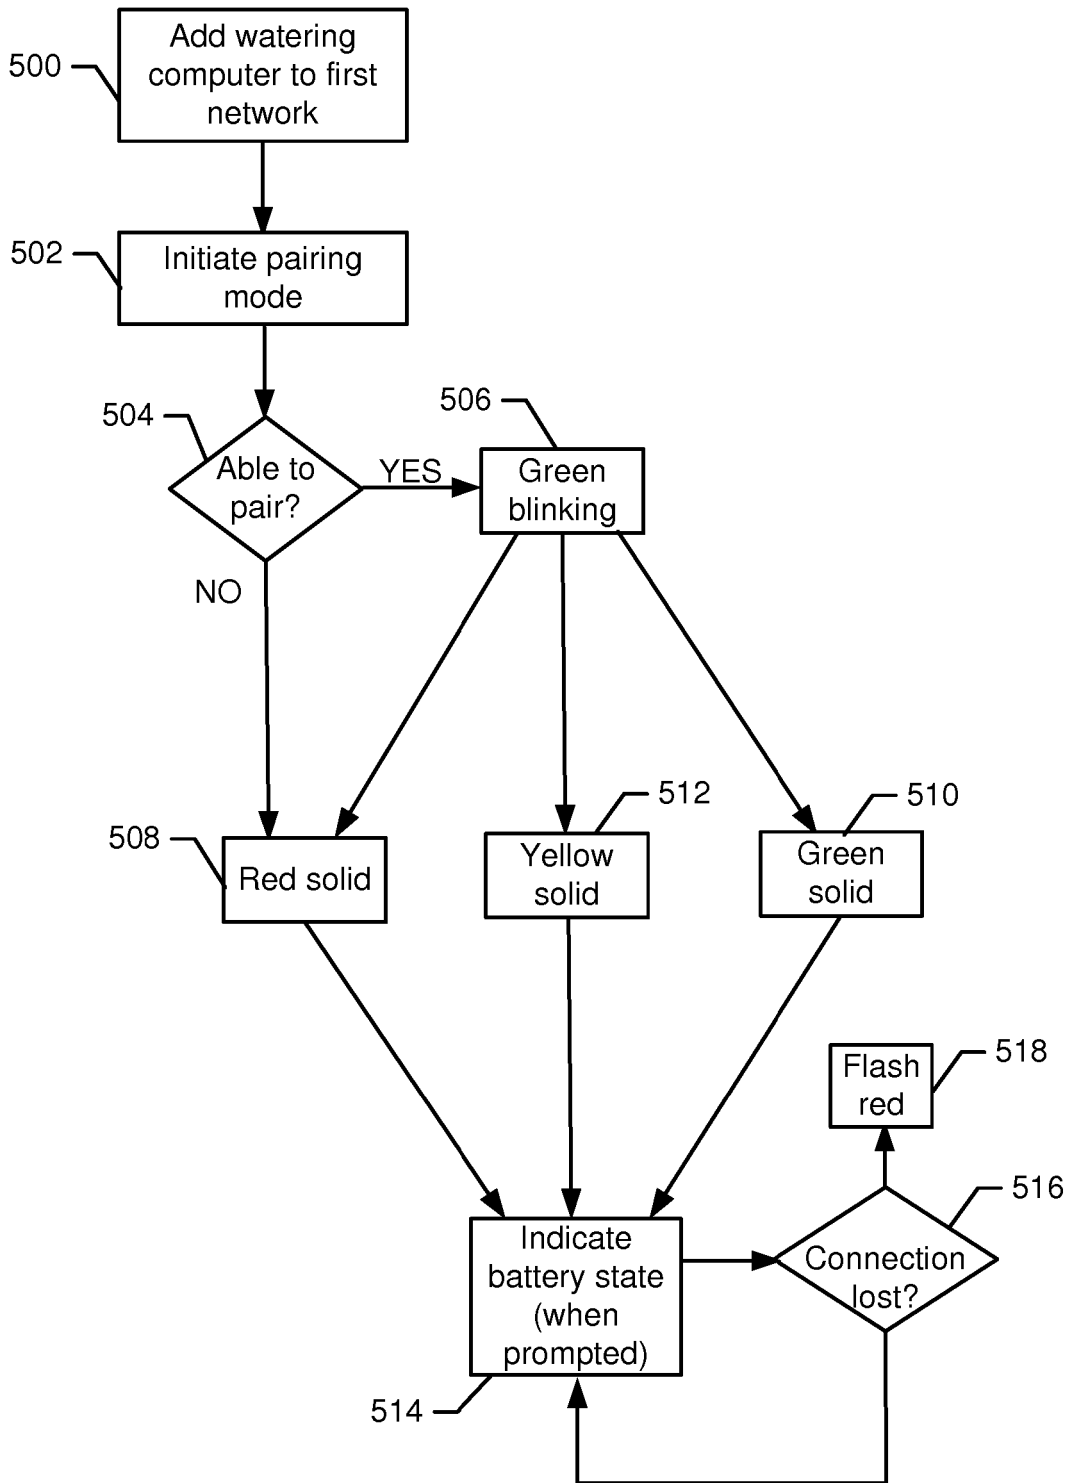 500
Add watering
computer to first
network
502
Initiate pairing
mode
504
Able to
pair?
YES
NO
506
Green
blinking
508
Red solid
512
Yellow
solid
510
Green
solid
518
Flash
red
516
Connection
lost?
Indicate
battery state
(when
prompted)
514